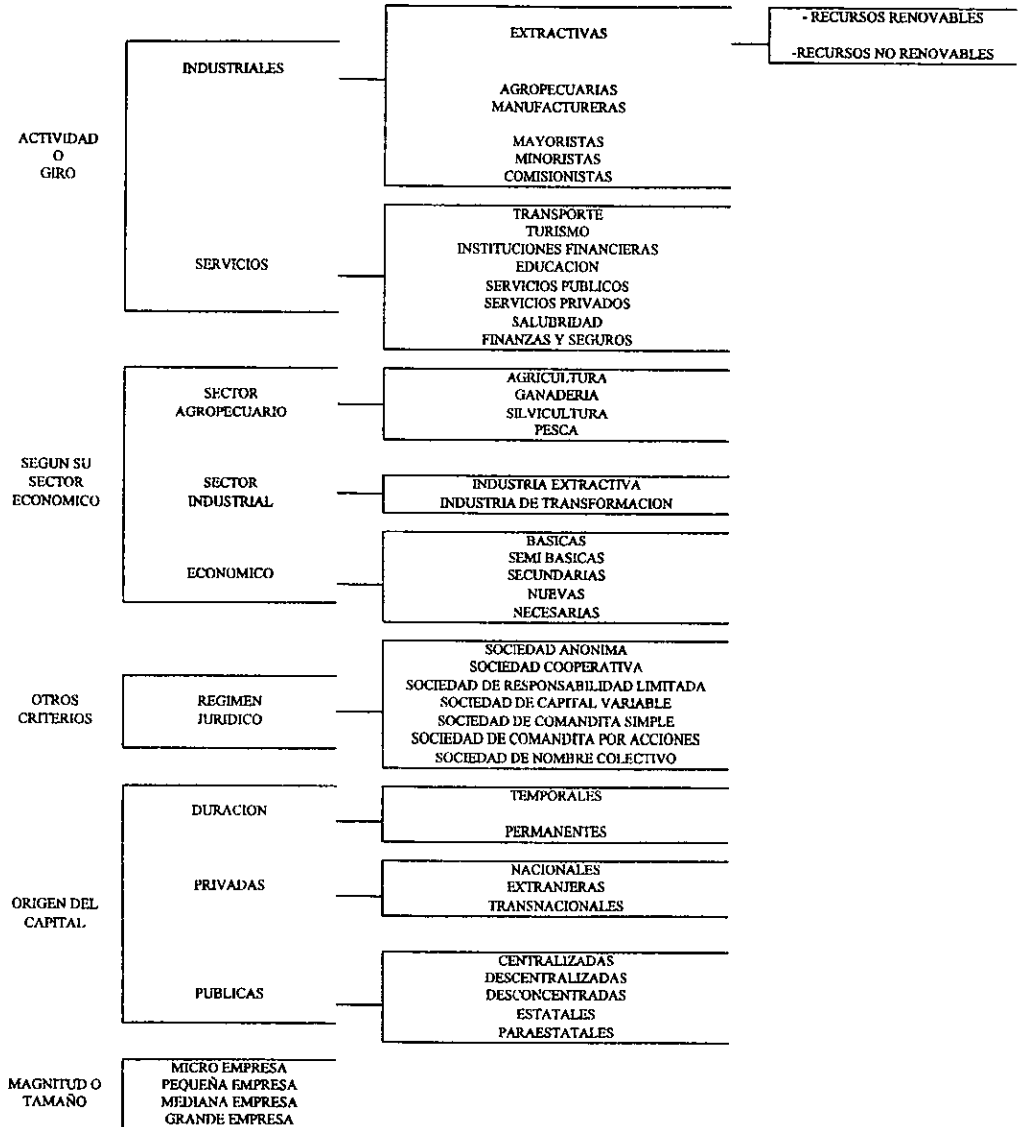 ACTIVIDAD
O
GIRO
INDUSTRIALES
EXTRACTIVAS
- RECURSOS RENOVABLES
-RECURSOS NO RENOVABLES
AGROPECUARIAS
MANUFACTURERAS
MAYORISTAS
MINORISTAS
COMISIONISTAS
SERVICIOS
TRANSPORTE
TURISMO
INSTITUCIONES FINANCIERAS
EDUCACION
SERVICIOS PUBLICOS
SERVICIOS PRIVADOS
SALUBRIDAD
FINANZAS Y SEGUROS
SEGUN SU
SECTOR
ECONOMICO
SECTOR
AGROPECUARIO
AGRICULTURA
GANADERIA
SILVICULTURA
PESCA
SECTOR
INDUSTRIAL
INDUSTRIA EXTRACTIVA
INDUSTRIA DE TRANSFORMACION
ECONOMICO
BASICAS
SEMI BASICAS
SECUNDARIAS
NUEVAS
NECESARIAS
OTROS
CRITERIOS
REGIMEN
JURIDICO
SOCIEDAD ANONIMA
SOCIEDAD COOPERATIVA
SOCIEDAD DE RESPONSABILIDAD LIMITADA
SOCIEDAD DE CAPITAL VARIABLE
SOCIEDAD DE COMANDITA SIMPLE
SOCIEDAD DE COMANDITA POR ACCIONES
SOCIEDAD DE NOMBRE COLECTIVO
ORIGEN DEL
CAPITAL
DURACION
TEMPORALES
PERMANENTES
PRIVADAS
NACIONALES
EXTRANJERAS
TRANSNACIONALES
PUBLICAS
CENTRALIZADAS
DESCENTRALIZADAS
DESCONCENTRADAS
ESTATALES
PARAESTATALES
MAGNITUD O
TAMAÑO
MICRO EMPRESA
PEQUEÑA EMPRESA
MEDIANA EMPRESA
GRANDE EMPRESA